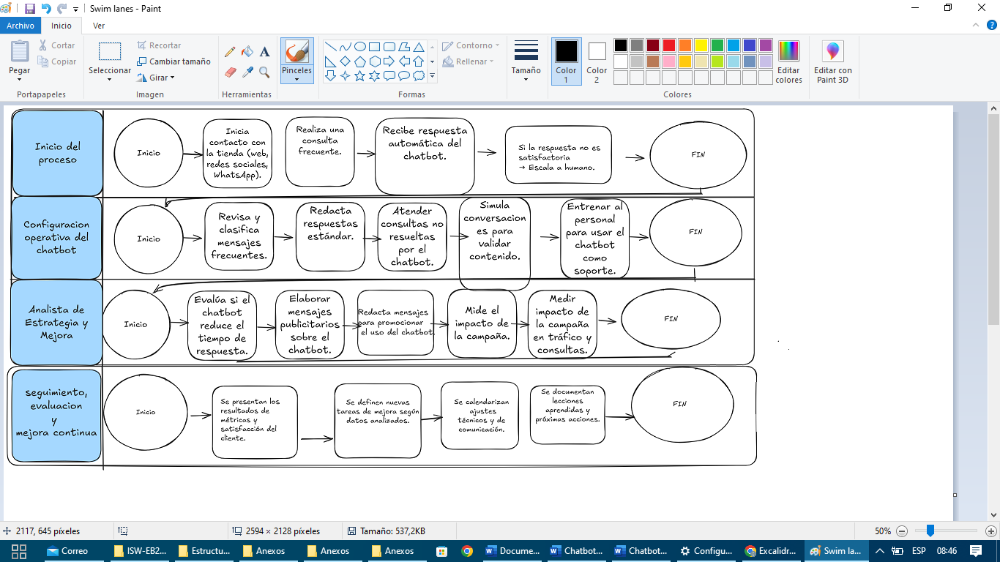 Swim lanes - Paint
Archivo
Inicio
Ver
Pegar
Cortar
Copiar
Portapapeles
Seleccionar
Recortar
Cambiar tamaño
Girar
Imagen
Herramientas
Pinceles
Formas
Contorno
Rellenar
Tamaño
Color
1
Color
2
Colores
Editar
colores
Editar con
Paint 3D
Inicio del
proceso
Inicio
Inicia
contacto con
la tienda (web,
redes sociales,
WhatsApp).
Realiza una
consulta
frecuente.
Recibe respuesta
automática del
chatbot.
Si la respuesta no es
satisfactoria
→ Escala a humano.
FIN
Configuracion
operativa del
chatbot
Inicio
Revisa y
clasifica
mensajes
frecuentes.
Redacta
respuestas
estándar.
Atender
consultas no
resueltas
por el
chatbot.
Simula
conversacion
es para
validar
contenido.
Entrenar al
personal
para usar el
chatbot
como
soporte.
FIN
Analista de
Estrategia y
Mejora
Inicio
Evalúa si el
chatbot
reduce el
tiempo de
respuesta.
Elaborar
mensajes
publicitarios
sobre el
chatbot.
Redacta mensajes
para promocionar
el uso del chatbot.
Mide el
impacto de
la campaña.
Medir
impacto de
la campaña
en tráfico y
consultas.
FIN
seguimiento,
evaluacion
y
mejora continua
Inicio
Se presentan los
resultados de
métricas y
satisfacción del
cliente.
Se definen nuevas
tareas de mejora según
datos analizados.
Se calendarizan
ajustes
técnicos y de
comunicación.
Se documentan
lecciones
aprendidas y
próximas acciones.
FIN
2117, 645 píxeles
2594 × 2128 píxeles
Tamaño: 537,2KB
50%
Correo
ISW-EB2...
Estructu...
Anexos
Anexos
Anexos
Docume...
Chatbot...
Chatbot...
Configu...
Excalidr...
Swim la...
ESP
08:46